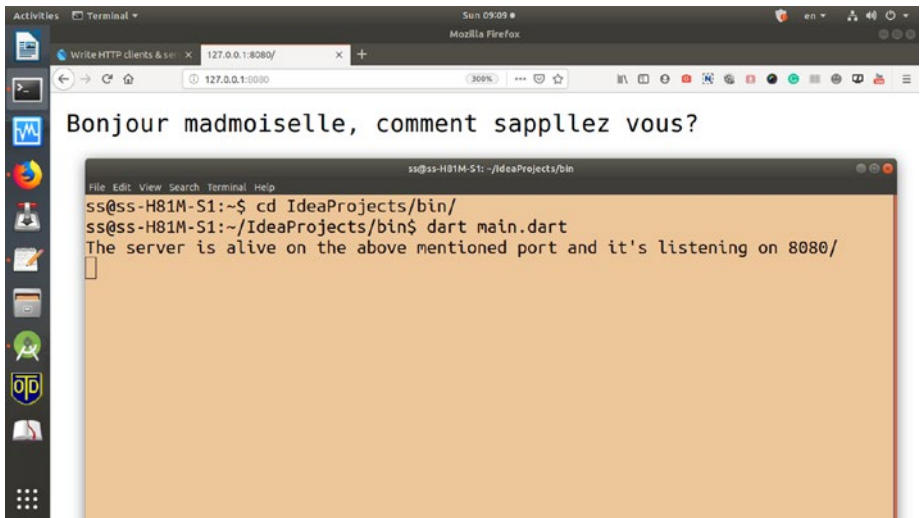 Activities Terminal Sun 09:09 en
Mozilla Firefox
Write HTTP clients & ser 127.0.0.1:8080/
127.0.0.1:8080 300%
Bonjour madmoiselle, comment sappllez vous?
ss@ss-H81M-S1: ~/IdeaProjects/bin
File Edit View Search Terminal Help
ss@ss-H81M-S1:~$ cd IdeaProjects/bin/
ss@ss-H81M-S1:~/IdeaProjects/bin$ dart main.dart
The server is alive on the above mentioned port and it's listening on 8080/
OTD